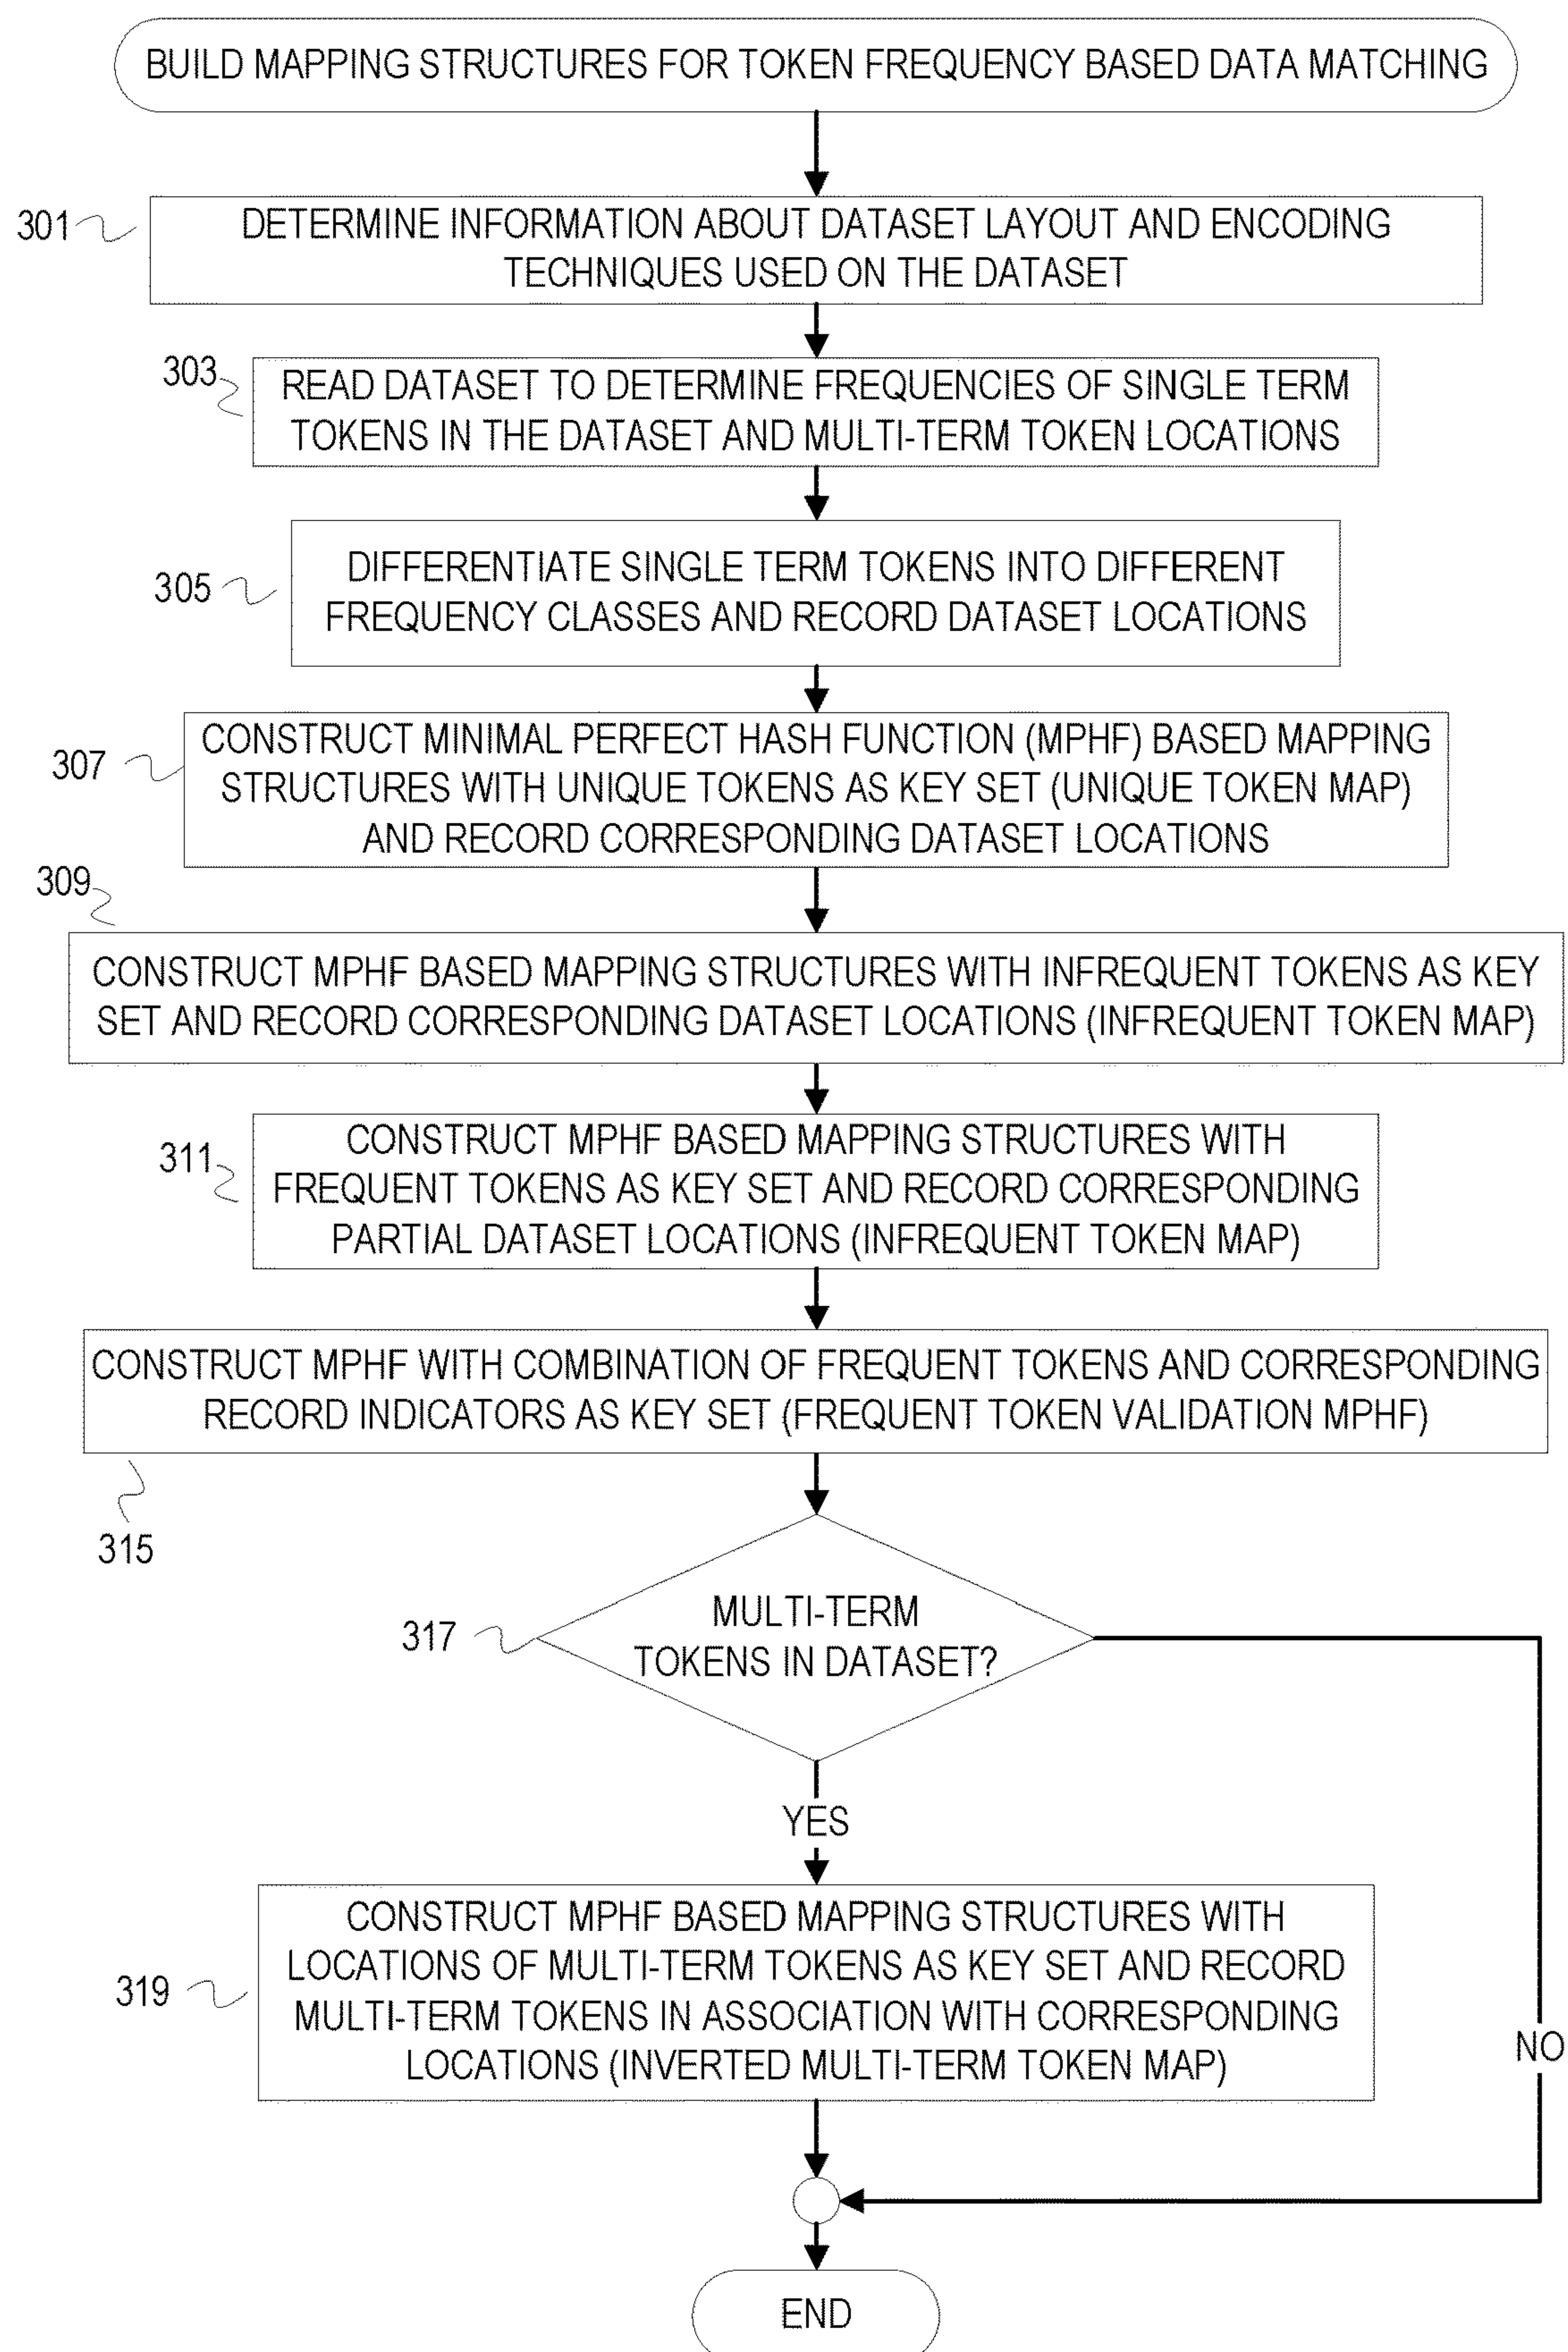 BUILD MAPPING STRUCTURES FOR TOKEN FREQUENCY BASED DATA MATCHING
301
DETERMINE INFORMATION ABOUT DATASET LAYOUT AND ENCODING
TECHNIQUES USED ON THE DATASET
303
READ DATASET TO DETERMINE FREQUENCIES OF SINGLE TERM
TOKENS IN THE DATASET AND MULTI-TERM TOKEN LOCATIONS
305
DIFFERENTIATE SINGLE TERM TOKENS INTO DIFFERENT
FREQUENCY CLASSES AND RECORD DATASET LOCATIONS
307
CONSTRUCT MINIMAL PERFECT HASH FUNCTION (MPHF) BASED MAPPING
STRUCTURES WITH UNIQUE TOKENS AS KEY SET (UNIQUE TOKEN MAP)
AND RECORD CORRESPONDING DATASET LOCATIONS
309
CONSTRUCT MPHF BASED MAPPING STRUCTURES WITH INFREQUENT TOKENS AS KEY
SET AND RECORD CORRESPONDING DATASET LOCATIONS (INFREQUENT TOKEN MAP)
311
CONSTRUCT MPHF BASED MAPPING STRUCTURES WITH
FREQUENT TOKENS AS KEY SET AND RECORD CORRESPONDING
PARTIAL DATASET LOCATIONS (INFREQUENT TOKEN MAP)
CONSTRUCT MPHF WITH COMBINATION OF FREQUENT TOKENS AND CORRESPONDING
RECORD INDICATORS AS KEY SET (FREQUENT TOKEN VALIDATION MPHF)
315
317
MULTI-TERM
TOKENS IN DATASET?
YES
319
CONSTRUCT MPHF BASED MAPPING STRUCTURES WITH
LOCATIONS OF MULTI-TERM TOKENS AS KEY SET AND RECORD
MULTI-TERM TOKENS IN ASSOCIATION WITH CORRESPONDING
LOCATIONS (INVERTED MULTI-TERM TOKEN MAP)
NO
END